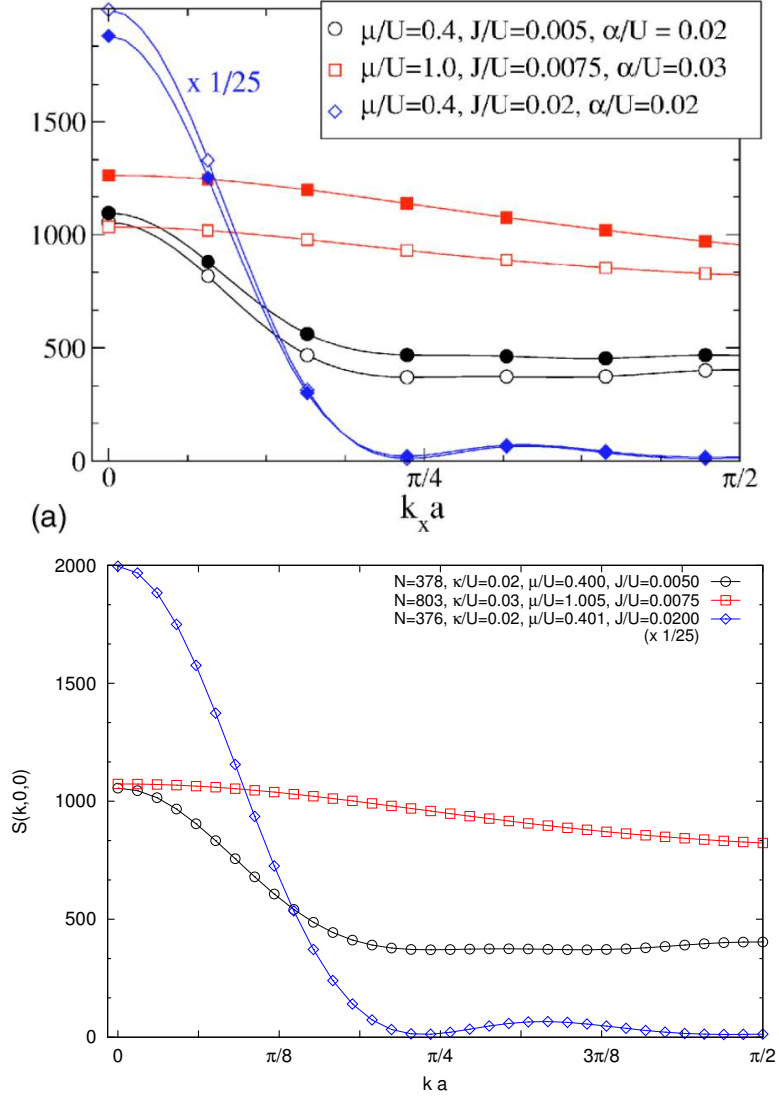 μ/U=0.4, J/U=0.005, α/U = 0.02
μ/U=1.0, J/U=0.0075, α/U=0.03
μ/U=0.4, J/U=0.02, α/U=0.02
x 1/25
1500
1000
500
0
0 π/4 π/2
k_x a
(a)
2000
1500
1000
500
0
S(k,0,0)
N=378, κ/U=0.02, μ/U=0.400, J/U=0.0050
N=803, κ/U=0.03, μ/U=1.005, J/U=0.0075
N=376, κ/U=0.02, μ/U=0.401, J/U=0.0200
(x 1/25)
0 π/8 π/4 3π/8 π/2
k a